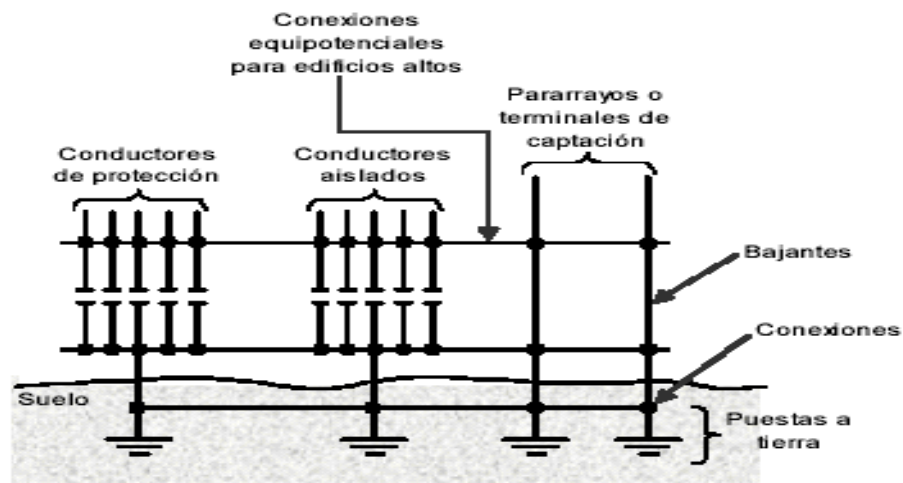 Conexiones
equipotenciales
para edificios altos
Pararrayos o
terminales de
captación
Conductores
de protección
Conductores
aislados
Bajantes
Conexiones
Suelo
Puestas a
tierra